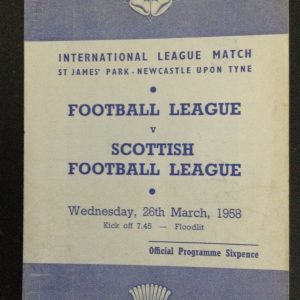 INTERNATIONAL LEAGUE MATCH
ST JAMES' PARK - NEWCASTLE UPON TYNE
FOOTBALL LEAGUE
v
SCOTTISH
FOOTBALL LEAGUE
Wednesday, 26th March, 1958
Kick off 7.45 — Floodlit
Official Programme Sixpence